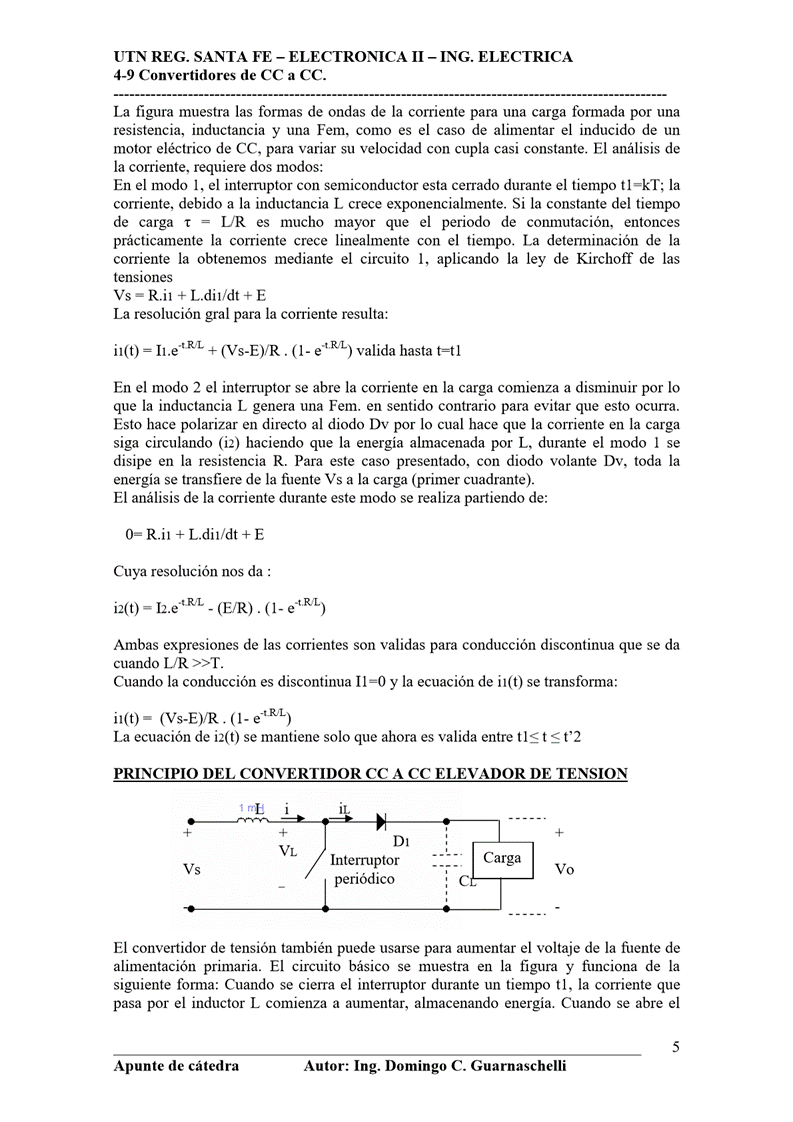 UTN REG. SANTA FE – ELECTRONICA II – ING. ELECTRICA
4-9 Convertidores de CC a CC.
-------------------------------------------------------------------------------------------------------
La figura muestra las formas de ondas de la corriente para una carga formada por una
resistencia, inductancia y una Fem, como es el caso de alimentar el inducido de un
motor eléctrico de CC, para variar su velocidad con cupla casi constante. El análisis de
la corriente, requiere dos modos:
En el modo 1, el interruptor con semiconductor esta cerrado durante el tiempo t1=kT; la
corriente, debido a la inductancia L crece exponencialmente. Si la constante del tiempo
de carga τ = L/R es mucho mayor que el periodo de conmutación, entonces
prácticamente la corriente crece linealmente con el tiempo. La determinación de la
corriente la obtenemos mediante el circuito 1, aplicando la ley de Kirchoff de las
tensiones
Vs = R.i1 + L.di1/dt + E
La resolución gral para la corriente resulta:
i1(t) = I1.e-t.R/L + (Vs-E)/R . (1- e-t.R/L) valida hasta t=t1
En el modo 2 el interruptor se abre la corriente en la carga comienza a disminuir por lo
que la inductancia L genera una Fem. en sentido contrario para evitar que esto ocurra.
Esto hace polarizar en directo al diodo Dv por lo cual hace que la corriente en la carga
siga circulando (i2) haciendo que la energía almacenada por L, durante el modo 1 se
disipe en la resistencia R. Para este caso presentado, con diodo volante Dv, toda la
energía se transfiere de la fuente Vs a la carga (primer cuadrante).
El análisis de la corriente durante este modo se realiza partiendo de:
0= R.i1 + L.di1/dt + E
Cuya resolución nos da :
i2(t) = I2.e-t.R/L - (E/R) . (1- e-t.R/L)
Ambas expresiones de las corrientes son validas para conducción discontinua que se da
cuando L/R >>T.
Cuando la conducción es discontinua I1=0 y la ecuación de i1(t) se transforma:
i1(t) = (Vs-E)/R . (1- e-t.R/L)
La ecuación de i2(t) se mantiene solo que ahora es valida entre t1≤ t ≤ t’2
PRINCIPIO DEL CONVERTIDOR CC A CC ELEVADOR DE TENSION
1 mH L i iL
+ + D1 +
VL Interruptor Carga
Vs periódico CL Vo
- – -
El convertidor de tensión también puede usarse para aumentar el voltaje de la fuente de
alimentación primaria. El circuito básico se muestra en la figura y funciona de la
siguiente forma: Cuando se cierra el interruptor durante un tiempo t1, la corriente que
pasa por el inductor L comienza a aumentar, almacenando energía. Cuando se abre el
5
Apunte de cátedra Autor: Ing. Domingo C. Guarnaschelli